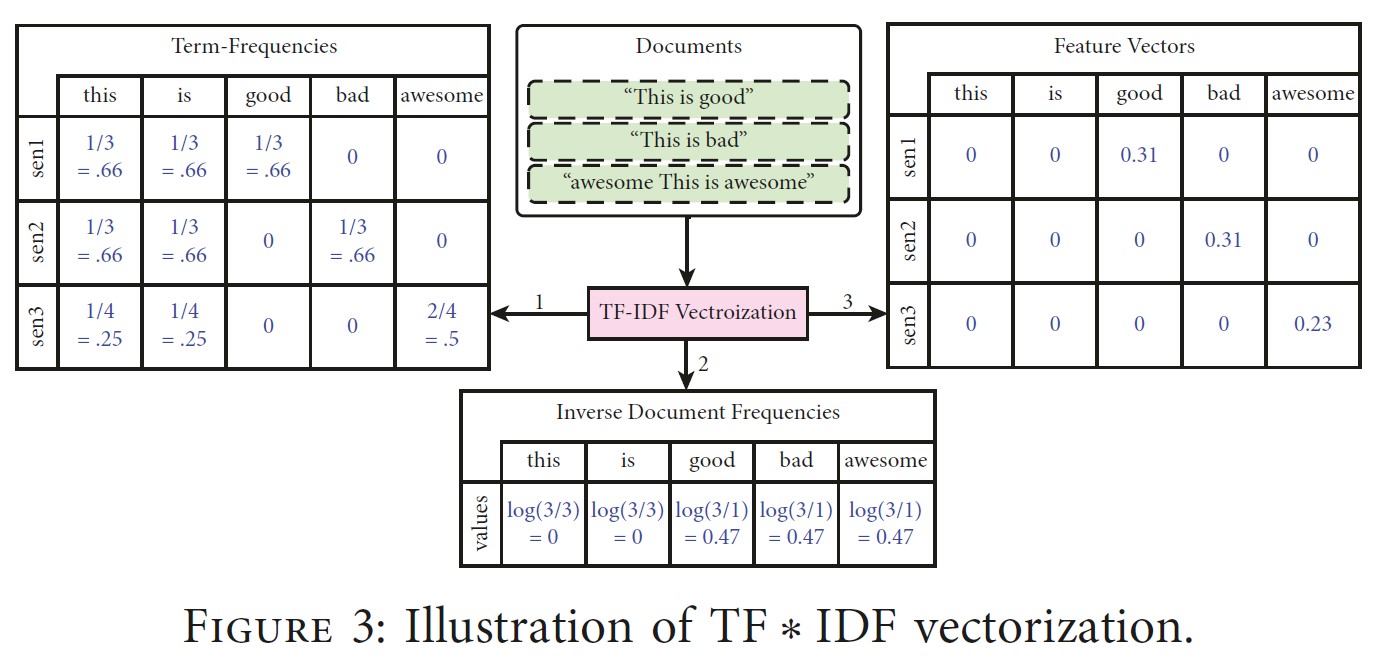 Term-Frequencies
this is good bad awesome
sen1 1/3 = .66 1/3 = .66 1/3 = .66 0 0
sen2 1/3 = .66 1/3 = .66 0 1/3 = .66 0
sen3 1/4 = .25 1/4 = .25 0 0 2/4 = .5
Documents
“This is good”
“This is bad”
“awesome This is awesome”
Feature Vectors
this is good bad awesome
sen1 0 0 0.31 0 0
sen2 0 0 0 0.31 0
sen3 0 0 0 0 0.23
1
TF-IDF Vectroization
3
2
Inverse Document Frequencies
this is good bad awesome
values log(3/3) = 0 log(3/3) = 0 log(3/1) = 0.47 log(3/1) = 0.47 log(3/1) = 0.47
FIGURE 3: Illustration of TF ∗ IDF vectorization.